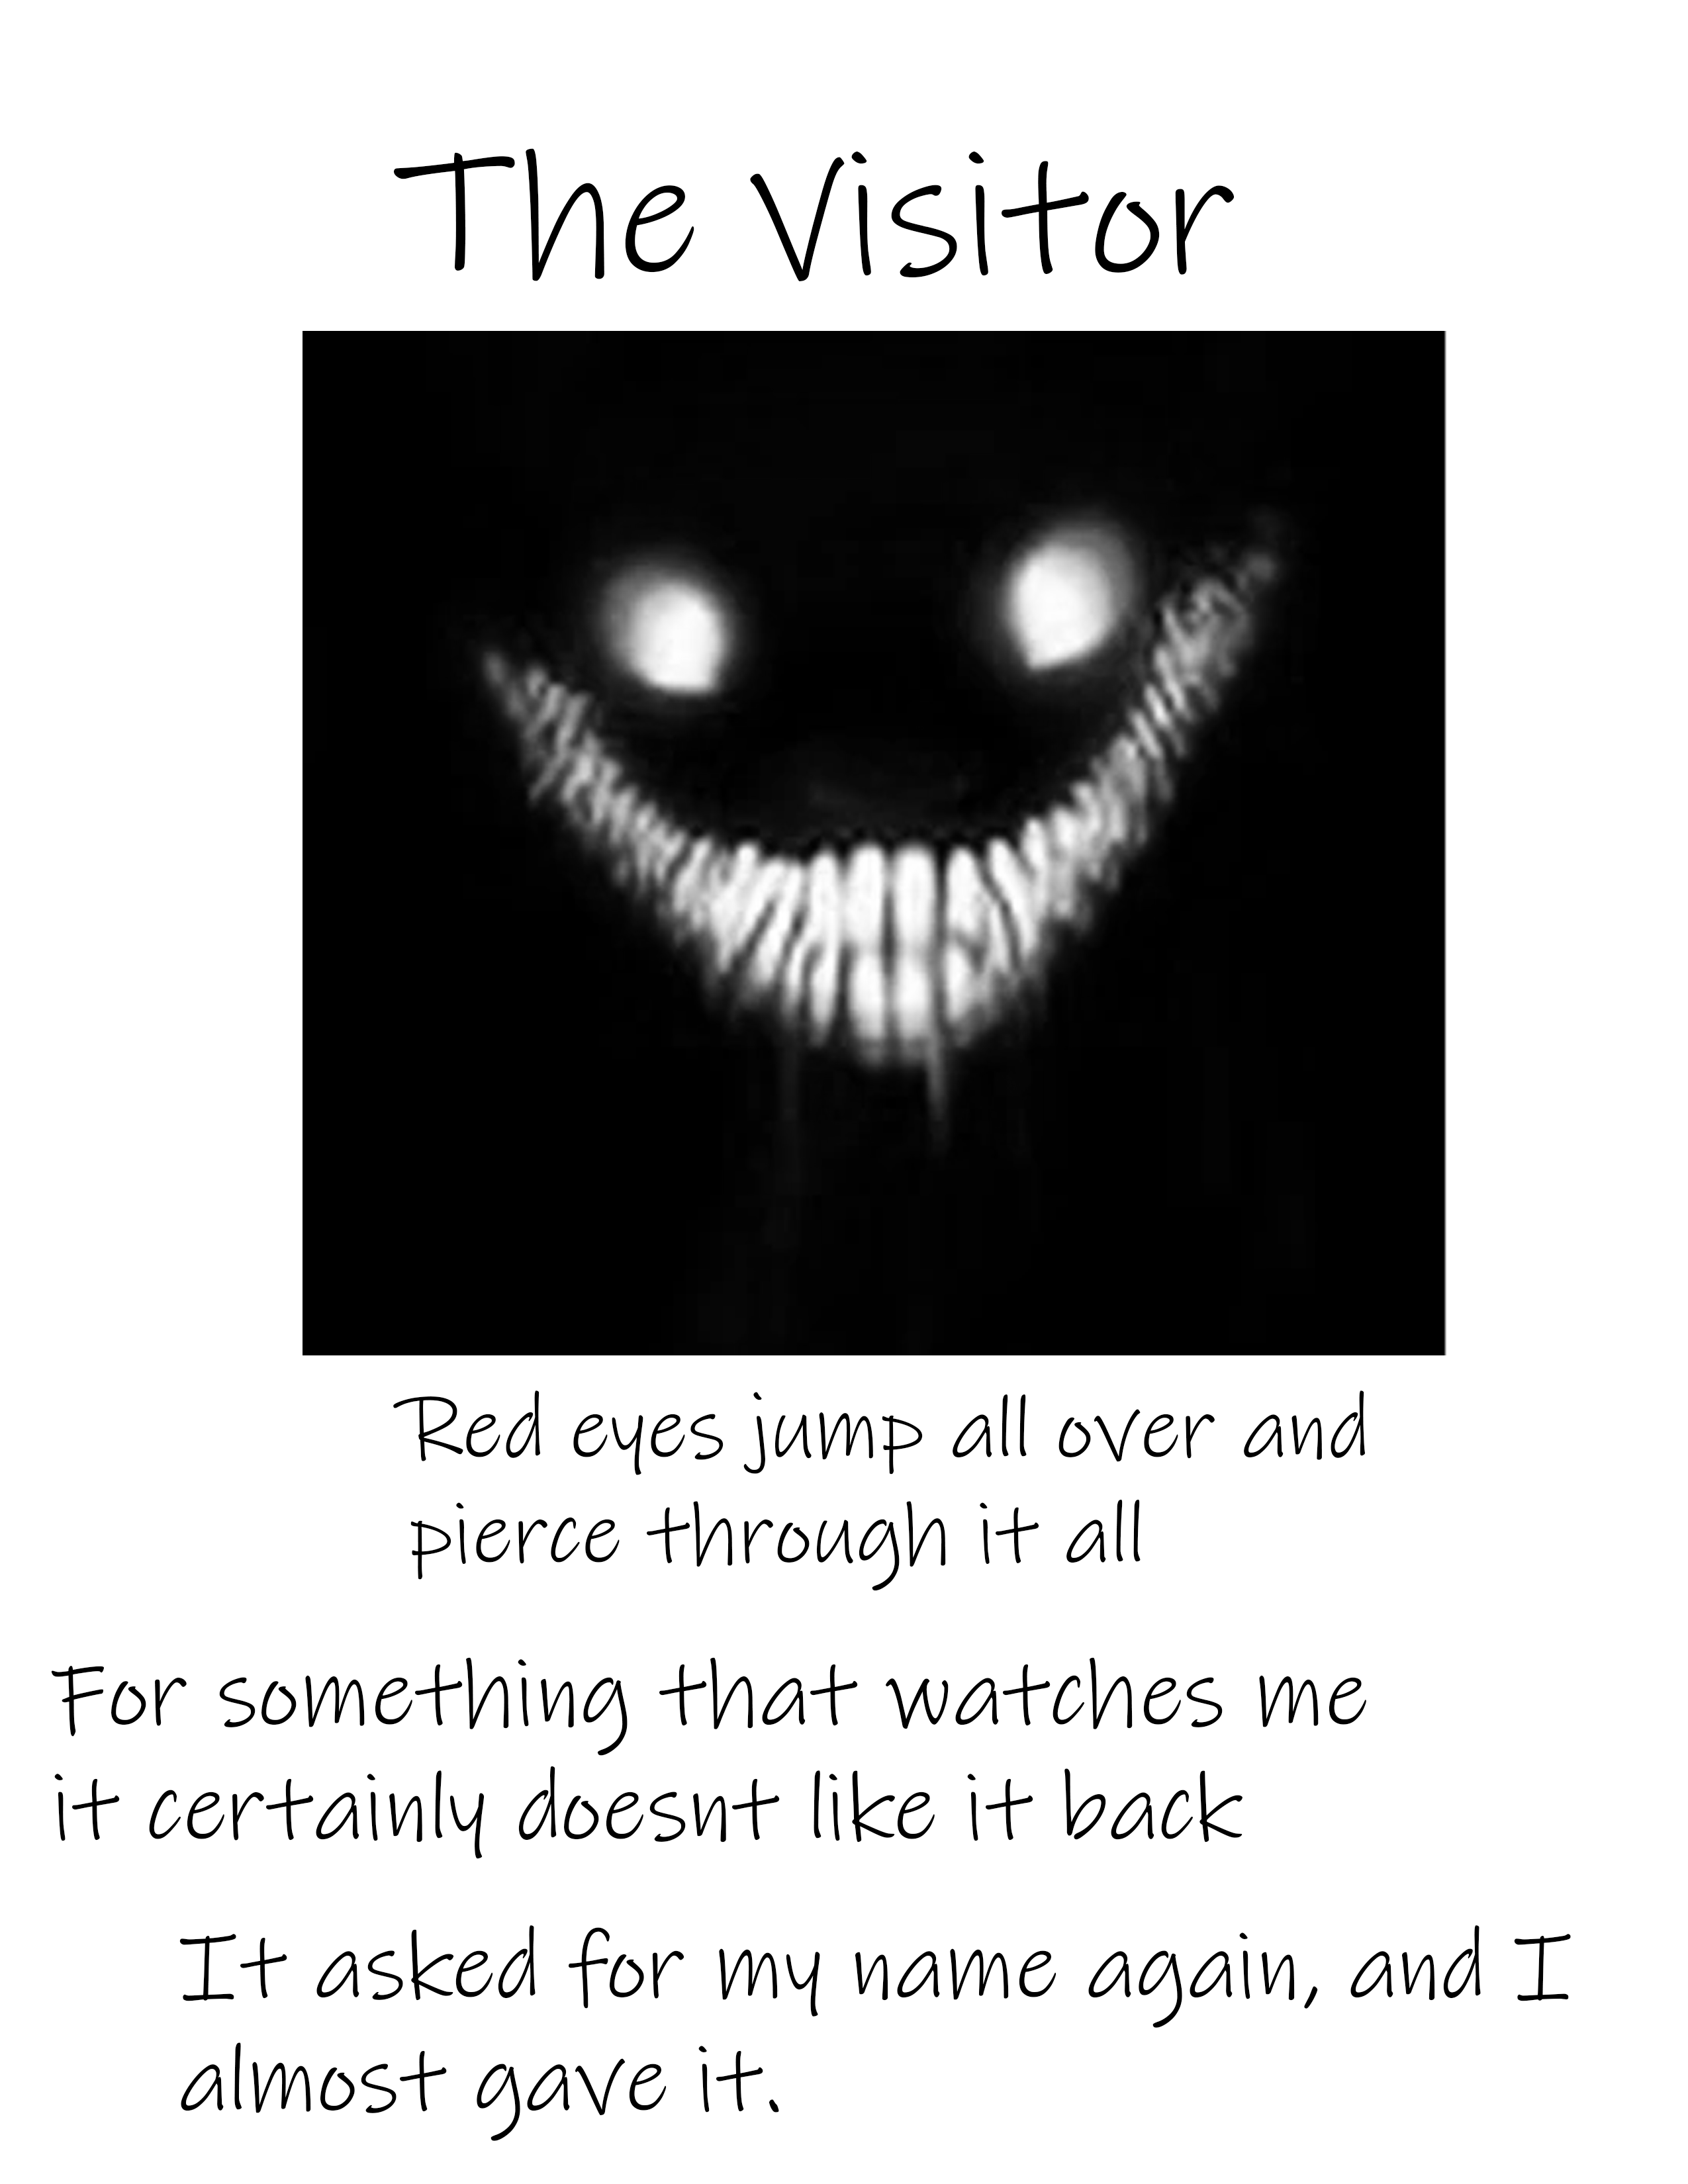 The Visitor
Red eyes jump all over and
pierce through it all
For something that watches me
it certainly doesnt like it back
It asked for my name again, and I
almost gave it.